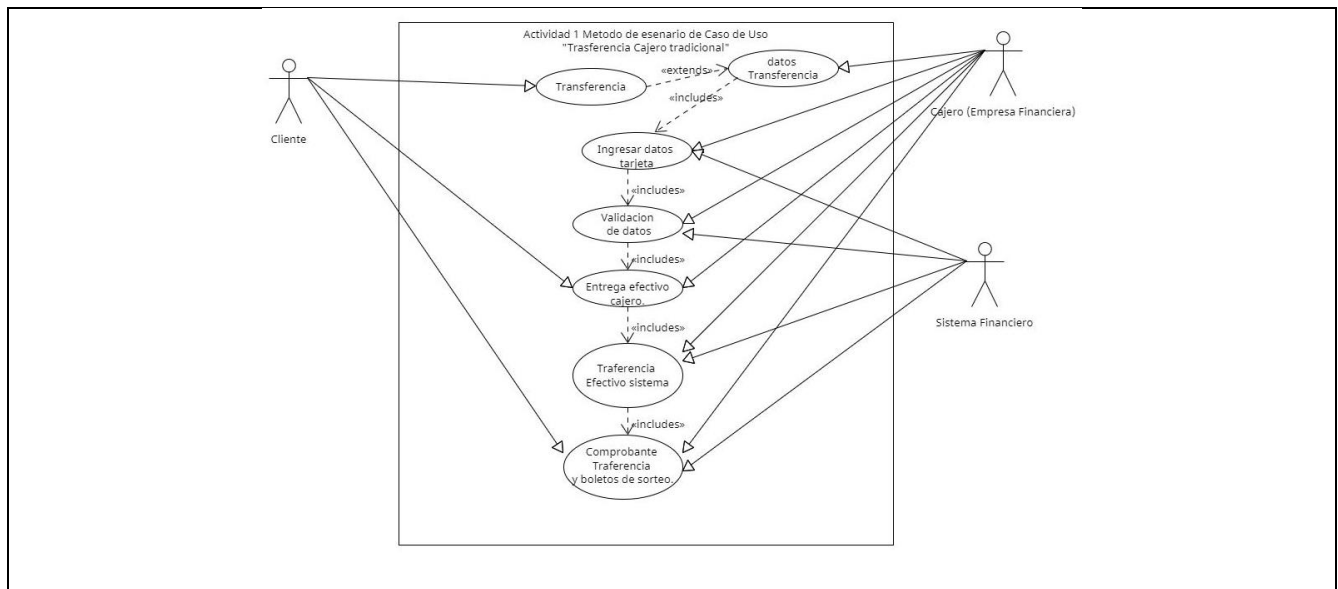 Actividad 1 Metodo de esenario de Caso de Uso
"Trasferencia Cajero tradicional"
Cliente
Transferencia
«extends»
datos
Transferencia
Cajero (Empresa Financiera)
«includes»
Ingresar datos
tarjeta
«includes»
Validacion
de datos
«includes»
Entrega efectivo
cajero.
Sistema Financiero
«includes»
Traferencia
Efectivo sistema
«includes»
Comprobante
Traferencia
y boletos de sorteo.